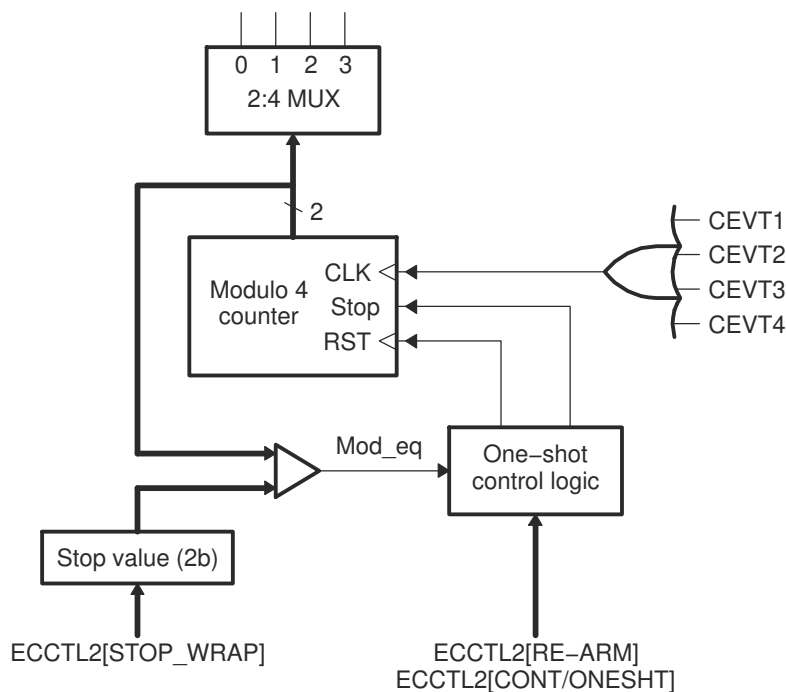 0 1 2 3
2:4 MUX
2
CEVT1
CLK
CEVT2
Modulo 4
counter
Stop
CEVT3
RST
CEVT4
Mod_eq
One−shot
control logic
Stop value (2b)
ECCTL2[STOP_WRAP]
ECCTL2[RE−ARM]
ECCTL2[CONT/ONESHT]